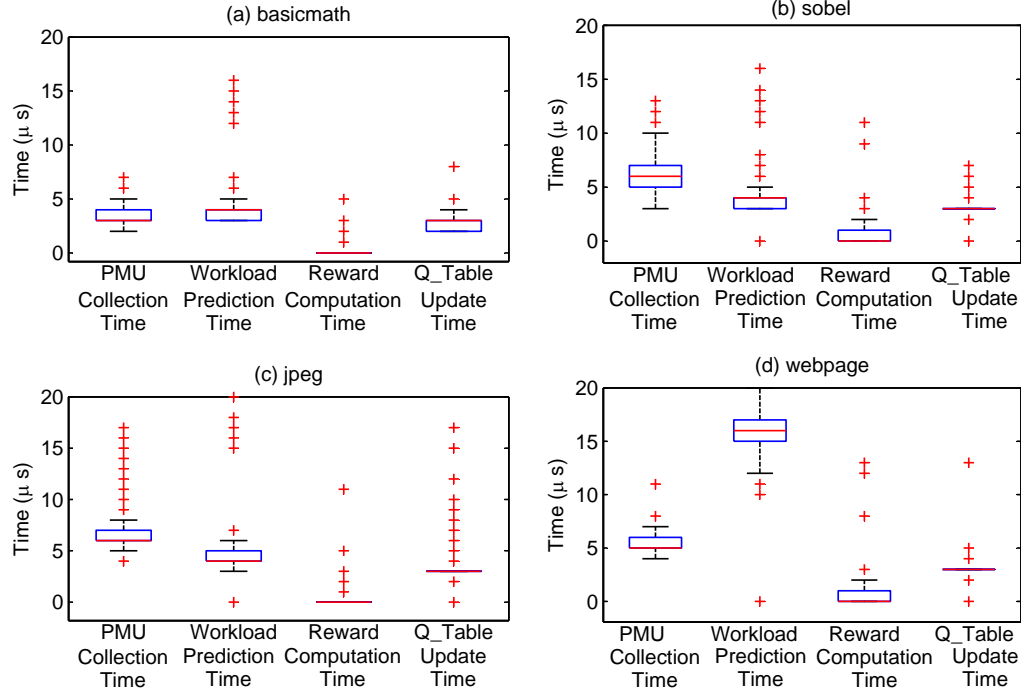 (a) basicmath
20
15
10
5
0
Time (μ s)
PMU Workload Reward Q_Table
Collection Prediction Computation Update
Time Time Time Time
(b) sobel
20
15
10
5
0
Time (μ s)
PMU Workload Reward Q_Table
Collection Prediction Computation Update
Time Time Time Time
(c) jpeg
20
15
10
5
0
Time (μ s)
PMU Workload Reward Q_Table
Collection Prediction Computation Update
Time Time Time Time
(d) webpage
20
15
10
5
0
Time (μ s)
PMU Workload Reward Q_Table
Collection Prediction Computation Update
Time Time Time Time